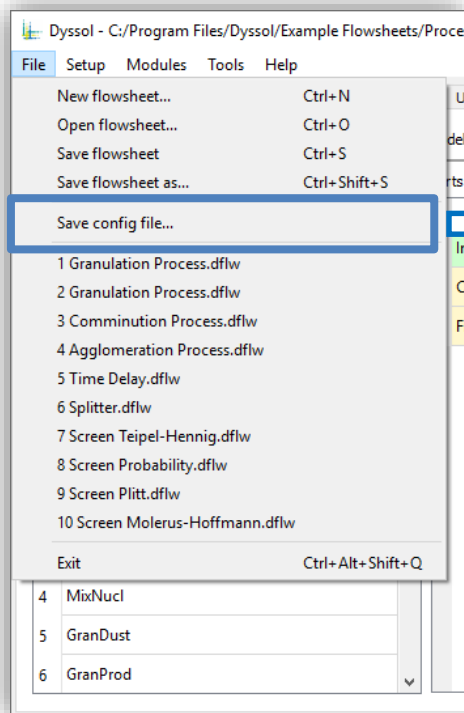 Dyssol - C:/Program Files/Dyssol/Example Flowsheets/Proce
File Setup Modules Tools Help
New flowsheet... Ctrl+N
Open flowsheet... Ctrl+O
Save flowsheet Ctrl+S
Save flowsheet as... Ctrl+Shift+S
Save config file...
1 Granulation Process.dflw
2 Granulation Process.dflw
3 Comminution Process.dflw
4 Agglomeration Process.dflw
5 Time Delay.dflw
6 Splitter.dflw
7 Screen Teipel-Hennig.dflw
8 Screen Probability.dflw
9 Screen Plitt.dflw
10 Screen Molerus-Hoffmann.dflw
Exit Ctrl+Alt+Shift+Q
4 MixNucl
5 GranDust
6 GranProd